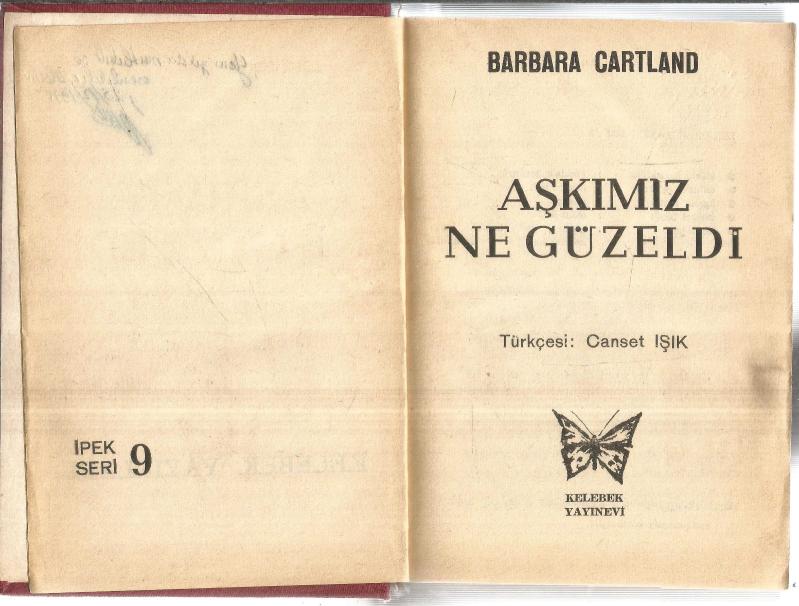 İPEK
SERİ 9
BARBARA CARTLAND
AŞKIMIZ
NE GÜZELDİ
Türkçesi: Canset IŞIK
KELEBEK
YAYINEVİ